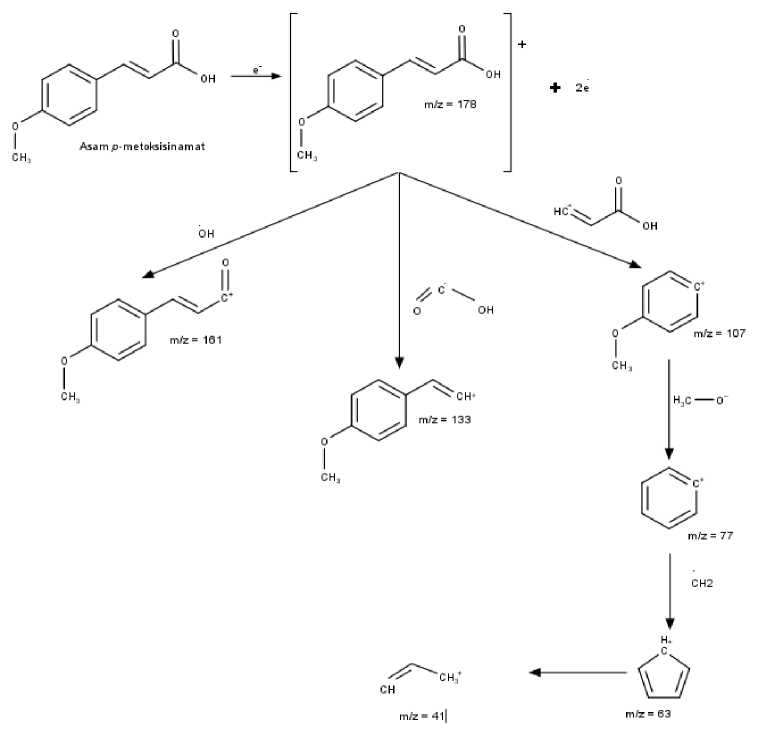 O
OH
O
CH3
Asam p-metoksisinamat
e-
O
OH
m/z = 178
O
CH3
+
+ 2e-
OH
HC
O
OH
O
C+
m/z = 161
O
CH3
C
O
OH
CH+
m/z = 133
O
CH3
C+
m/z = 107
O
CH3
H3C O-
C+
m/z = 77
CH2
H+
C
m/z = 63
CH
CH3+
m/z = 41